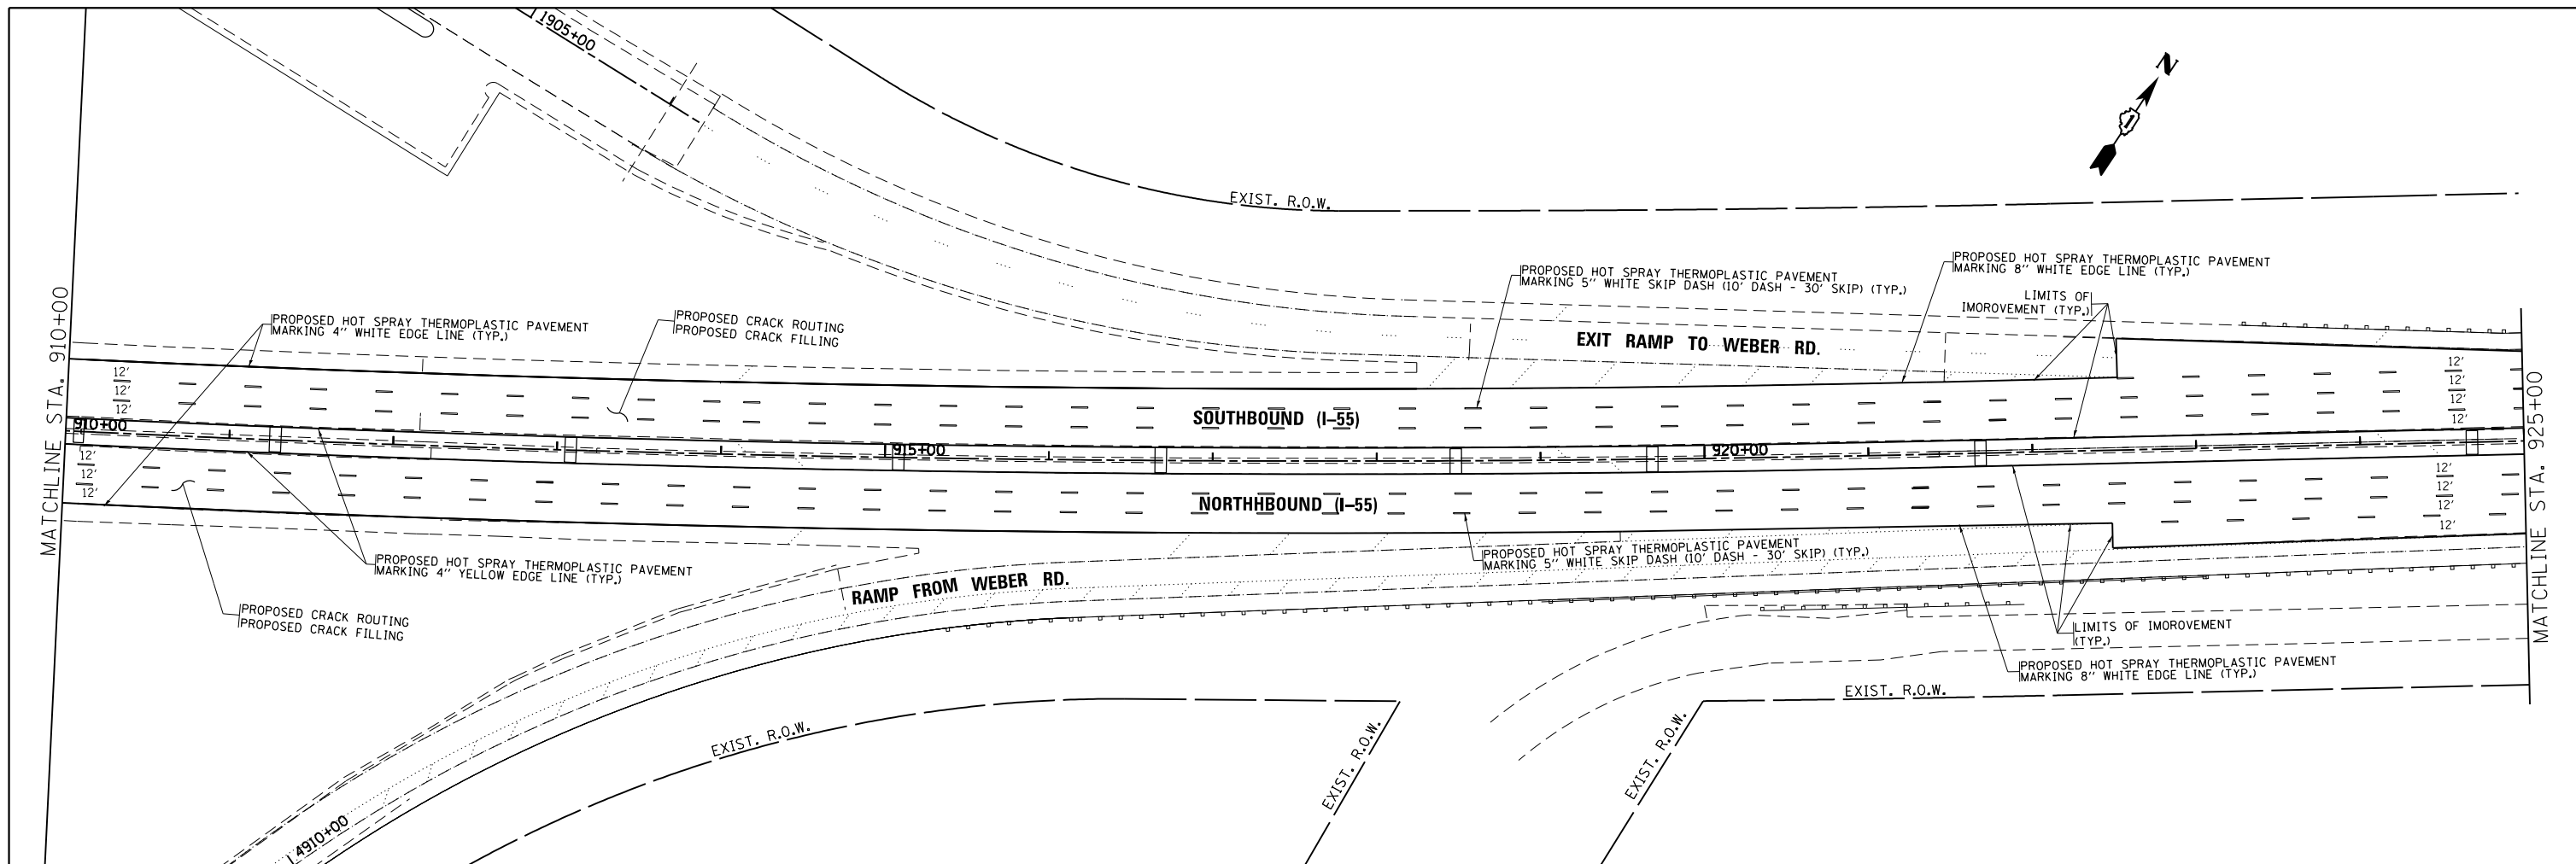 1905+00
N
EXIST. R.O.W.
PROPOSED HOT SPRAY THERMOPLASTIC PAVEMENT
MARKING 5" WHITE SKIP DASH (10' DASH - 30' SKIP) (TYP.)
PROPOSED HOT SPRAY THERMOPLASTIC PAVEMENT
MARKING 8" WHITE EDGE LINE (TYP.)
LIMITS OF
IMOROVEMENT (TYP.)
MATCHLINE STA. 910+00
PROPOSED HOT SPRAY THERMOPLASTIC PAVEMENT
MARKING 4" WHITE EDGE LINE (TYP.)
PROPOSED CRACK ROUTING
PROPOSED CRACK FILLING
EXIT RAMP TO WEBER RD.
12'
12'
12'
12'
12'
12'
12'
SOUTHBOUND (I-55)
910+00
915+00
920+00
12'
12'
12'
12'
12'
12'
12'
NORTHHBOUND (I-55)
MATCHLINE STA. 925+00
PROPOSED HOT SPRAY THERMOPLASTIC PAVEMENT
MARKING 4" YELLOW EDGE LINE (TYP.)
PROPOSED HOT SPRAY THERMOPLASTIC PAVEMENT
MARKING 5" WHITE SKIP DASH (10' DASH - 30' SKIP) (TYP.)
RAMP FROM WEBER RD.
PROPOSED CRACK ROUTING
PROPOSED CRACK FILLING
LIMITS OF IMOROVEMENT
(TYP.)
PROPOSED HOT SPRAY THERMOPLASTIC PAVEMENT
MARKING 8" WHITE EDGE LINE (TYP.)
EXIST. R.O.W.
EXIST. R.O.W.
EXIST. R.O.W.
EXIST. R.O.W.
4910+00